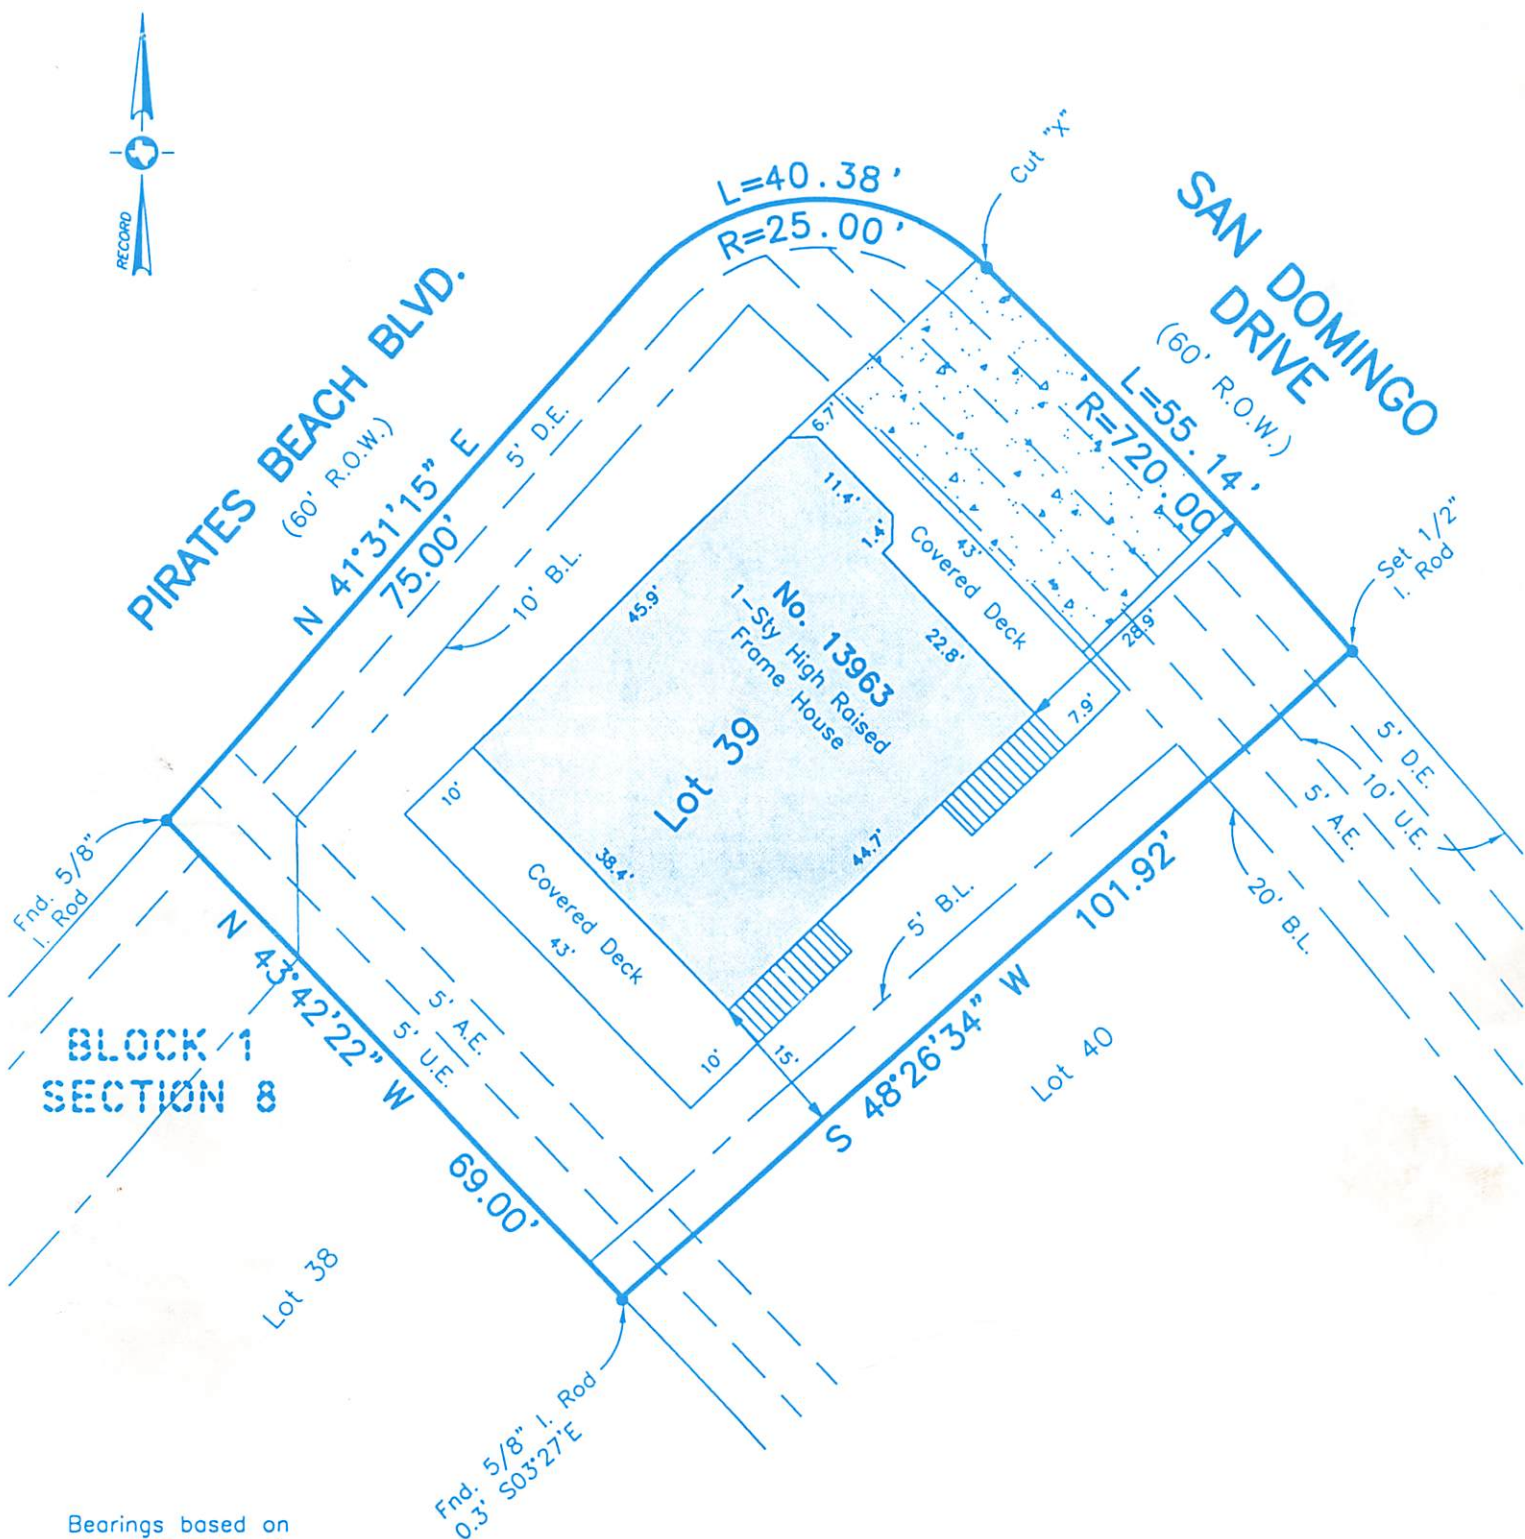 RECORD
Cut "X"
L=40.38'
R=25.00'
SAN DOMINGO
DRIVE
(60' R.O.W.)
PIRATES BEACH BLVD.
(60' R.O.W.)
L=55.14'
R=720.00'
N 41°31'15" E
75.00'
5' D.E.
10' B.L.
6.7'
11.4'
1.4'
43'
Covered Deck
45.9'
22.8'
28.9'
7.9'
No. 13963
1-Sty High Raised
Frame House
Lot 39
Set 1/2"
I. Rod
10'
38.4'
44.7'
Covered Deck
43'
10'
15'
5' B.L.
5' D.E.
10' U.E.
5' A.E.
20' B.L.
Fnd. 5/8"
I. Rod
N 43°42'22" W
69.00'
5' A.E.
5' U.E.
S 48°26'34" W
101.92'
Lot 40
BLOCK 1
SECTION 8
Lot 38
Fnd. 5/8" I. Rod
0.3' S03°27'E
Bearings based on